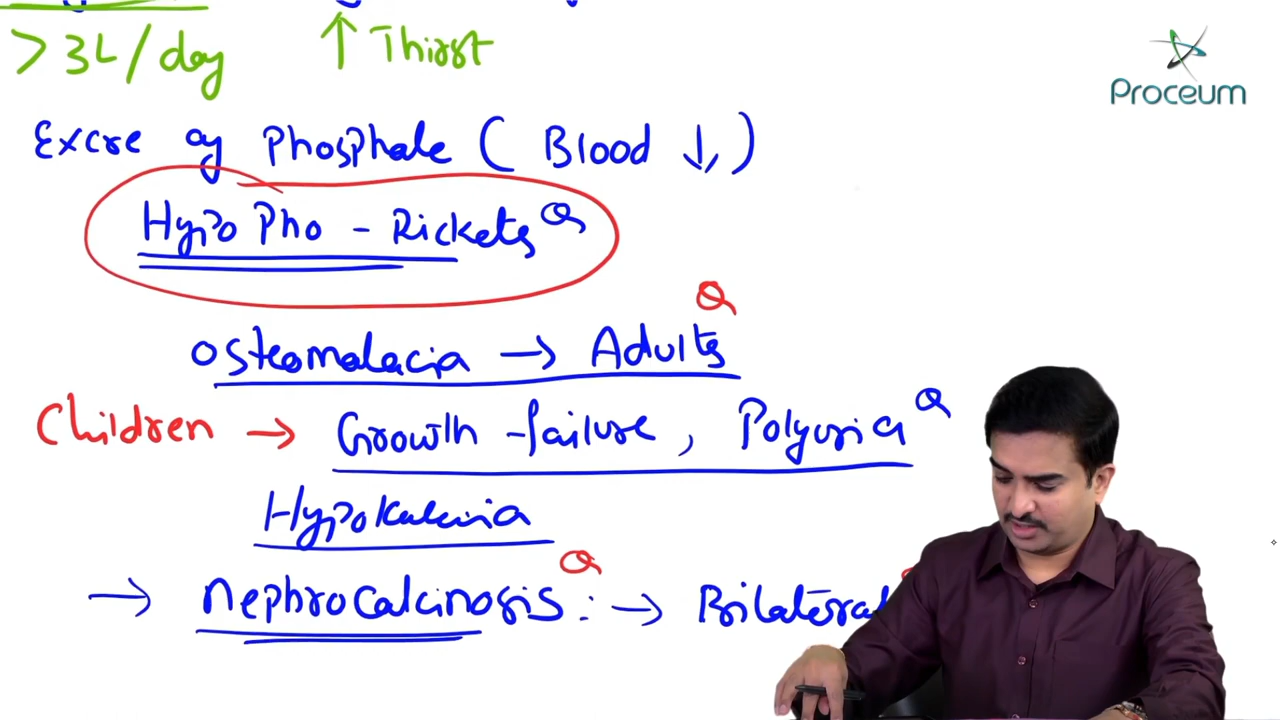 > 3L/day ↑ Thirst
Proceum
Excre of Phosphate ( Blood ↓ )
Hypo Pho - Rickets Q
Osteomalacia → Adults Q
Children → Growth -failure, Polyuria Q
Hypokalemia
→ nephrocalcinosis Q : → Bilateral